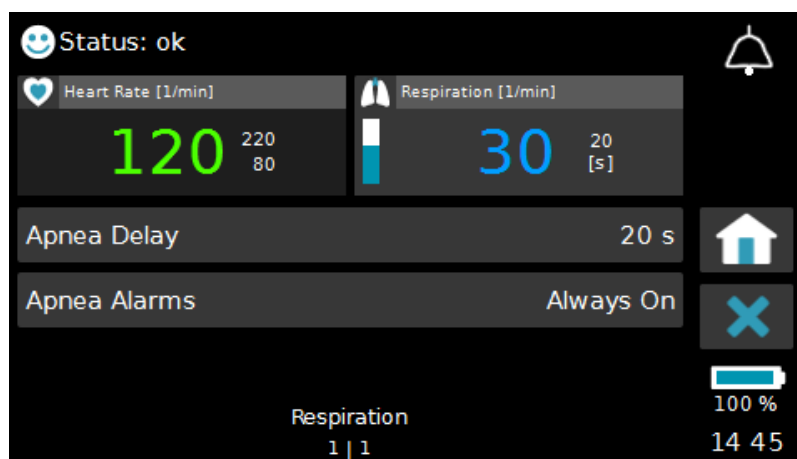 Status: ok
Heart Rate [1/min]
Respiration [1/min]
120
220
80
30
20
[s]
Apnea Delay
20 s
Apnea Alarms
Always On
Respiration
1 | 1
100 %
14 45